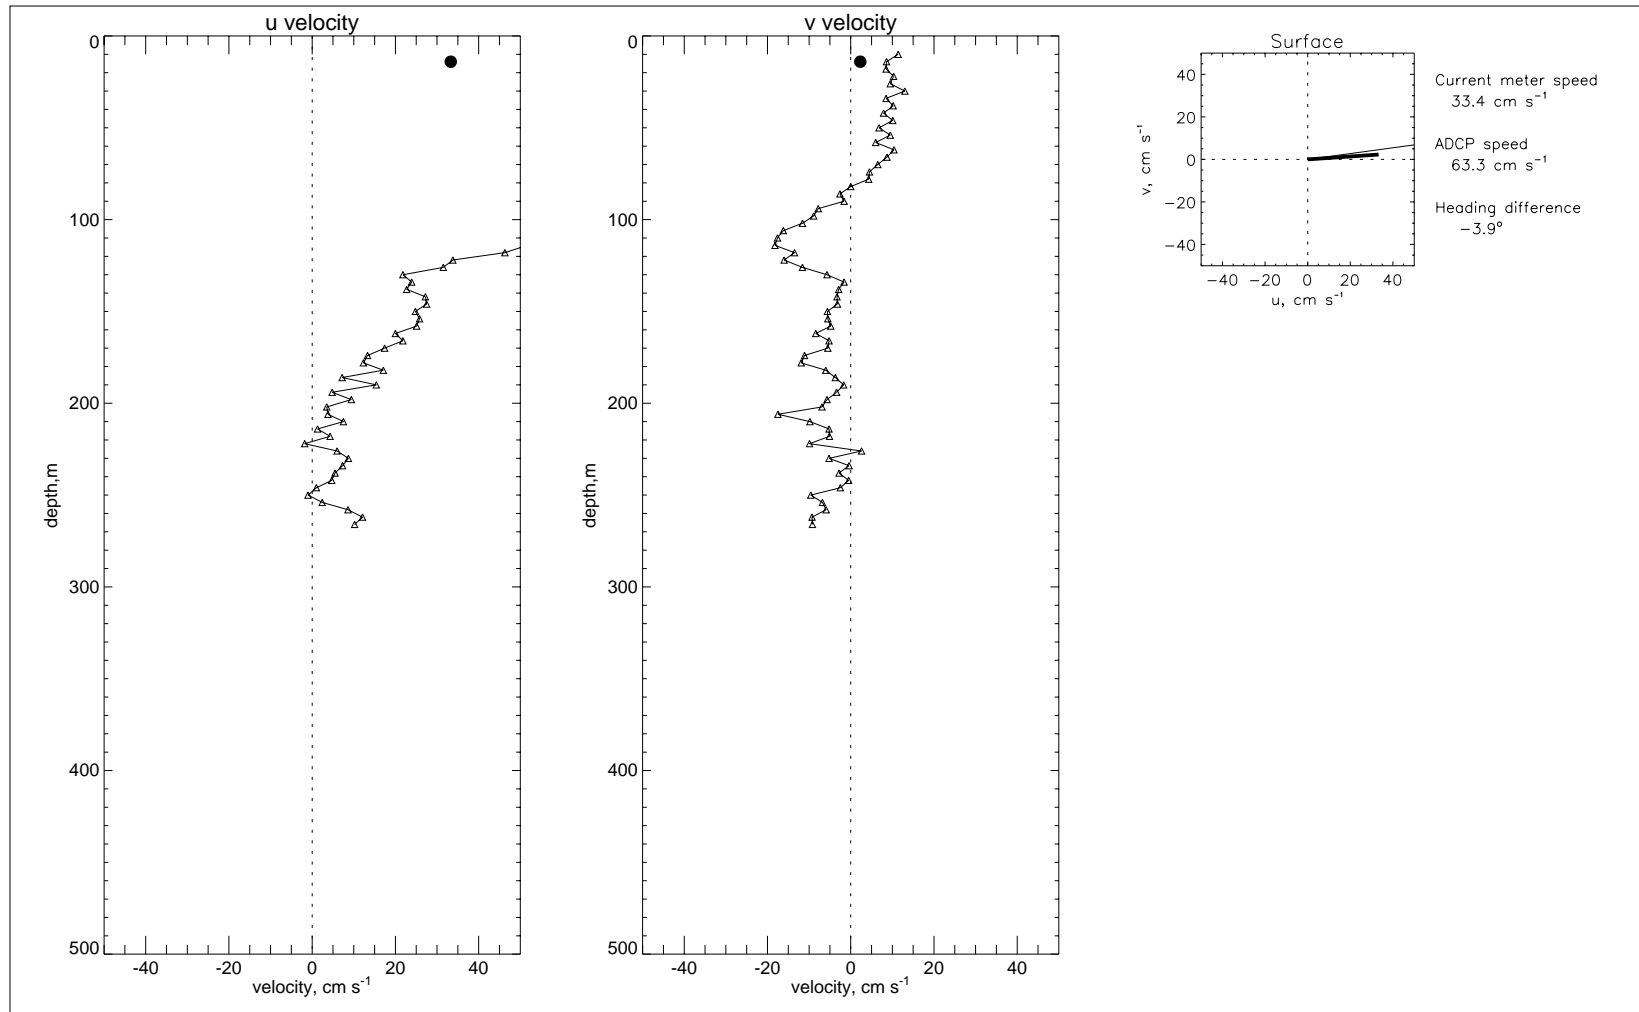 u velocity
0
100
200
300
400
500
depth,m
-40 -20 0 20 40
velocity, cm s⁻¹
v velocity
0
100
200
300
400
500
depth,m
-40 -20 0 20 40
velocity, cm s⁻¹
Surface
40
20
0
−20
−40
v, cm s⁻¹
−40 −20 0 20 40
u, cm s⁻¹
Current meter speed
33.4 cm s⁻¹
ADCP speed
63.3 cm s⁻¹
Heading difference
−3.9°